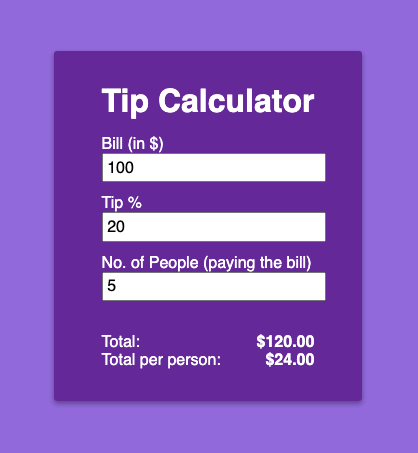 Tip Calculator
Bill (in $)
100
Tip %
20
No. of People (paying the bill)
5
Total: $120.00
Total per person: $24.00